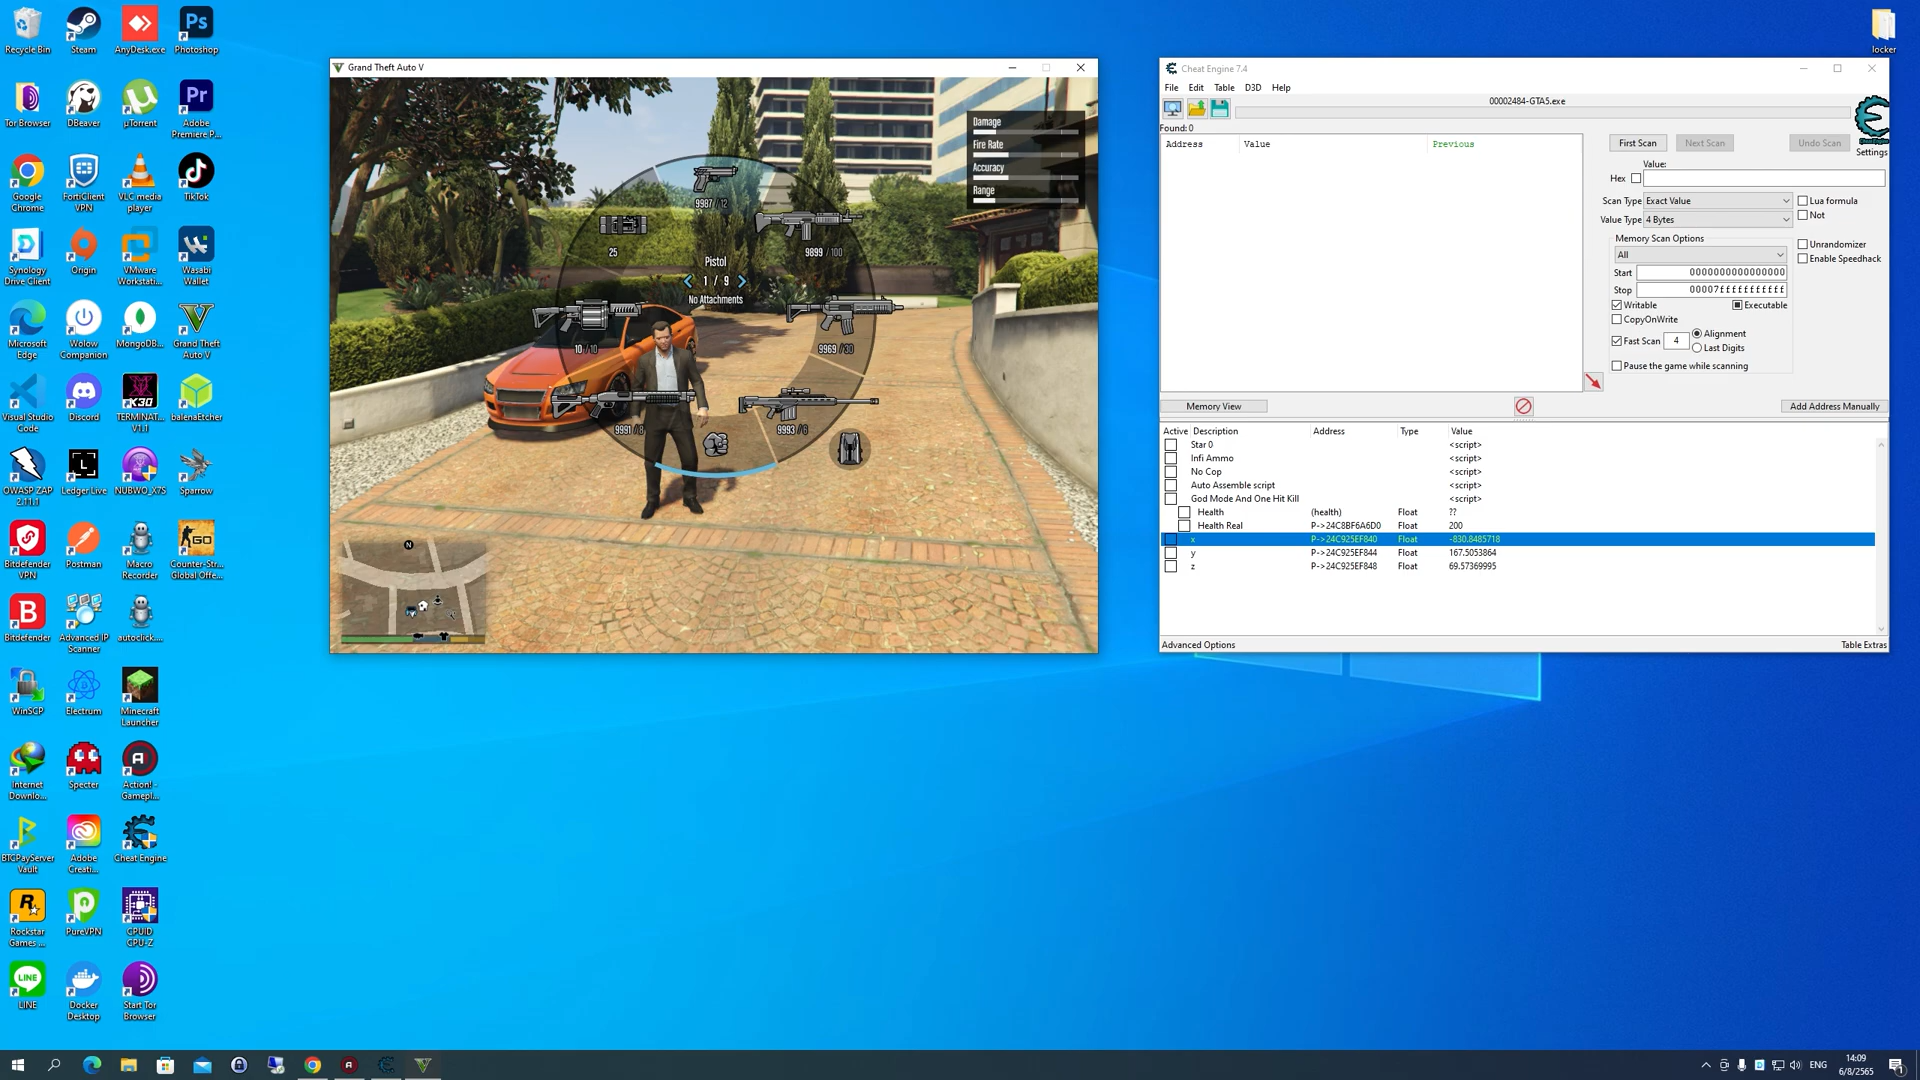 Recycle Bin
Steam
AnyDesk.exe
Photoshop
Tor Browser
DBeaver
µTorrent
Adobe
Premiere P...
Google
Chrome
FortiClient
VPN
VLC media
player
TikTok
Synology
Drive Client
Origin
VMware
Workstati...
Wasabi
Wallet
Microsoft
Edge
Wolow
Companion
MongoDB...
Grand Theft
Auto V
Visual Studio
Code
Discord
TERMINAT...
V1.1
balenaEtcher
OWASP ZAP
2.11.1
Ledger Live
NUBWO_X75
Sparrow
Bitdefender
VPN
Postman
Macro
Recorder
Counter-Str...
Global Offe...
Bitdefender
Advanced IP
Scanner
autoclick....
WinSCP
Electrum
Minecraft
Launcher
Internet
Downlo...
Specter
Action! -
Gamepl...
BTCPayServer
Vault
Adobe
Creati...
Cheat Engine
Rockstar
Games ...
PureVPN
CPUID
CPU-Z
LINE
Docker
Desktop
Start Tor
Browser
locker
Grand Theft Auto V
Damage
Fire Rate
Accuracy
Range
9987/12
25
9899/100
Pistol
1 / 9
No Attachments
10/10
9969/30
9991/8
9993/6
N
Cheat Engine 7.4
File Edit Table D3D Help
00002484-GTA5.exe
Found: 0
Address Value Previous
First Scan Next Scan Undo Scan
Settings
Value:
Hex
Scan Type Exact Value
Lua formula
Value Type 4 Bytes
Not
Memory Scan Options
All
Unrandomizer
Enable Speedhack
Start 0000000000000000
Stop 00007fffffffffff
Writable Executable
CopyOnWrite
Fast Scan 4 Alignment
Last Digits
Pause the game while scanning
Memory View
Add Address Manually
Active Description Address Type Value
Star 0 <script>
Infi Ammo <script>
No Cop <script>
Auto Assemble script <script>
God Mode And One Hit Kill <script>
Health (health) Float ??
Health Real P->24C8BF6A6D0 Float 200
x P->24C925EF840 Float -830.8485718
y P->24C925EF844 Float 167.5053864
z P->24C925EF848 Float 69.57369995
Advanced Options
Table Extras
ENG
14:09
6/8/2565